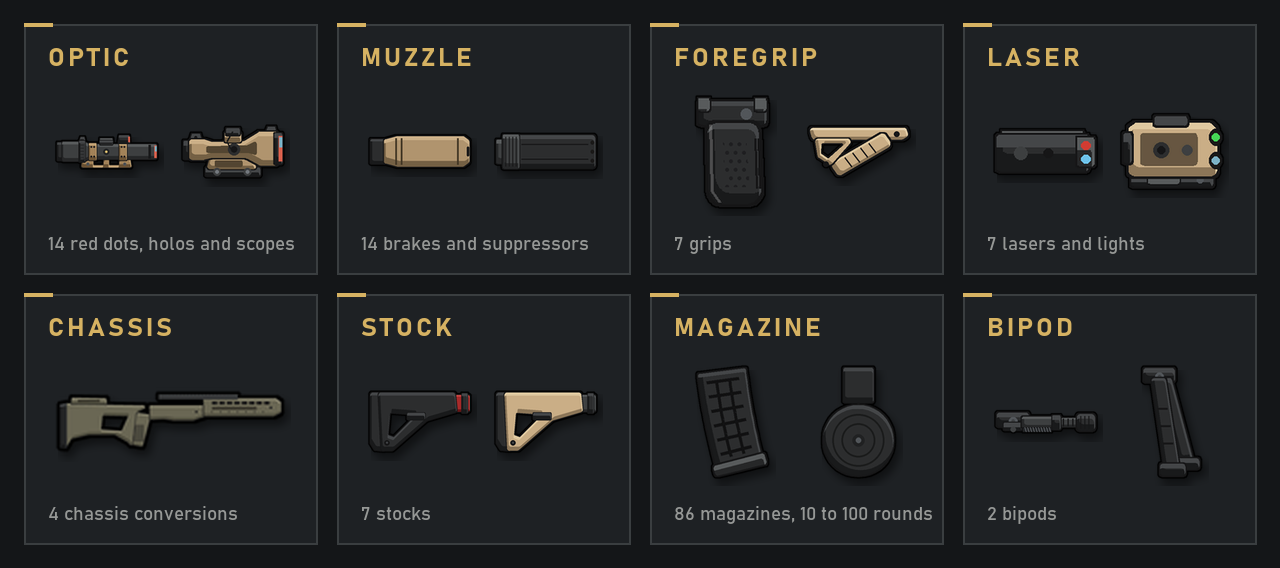 OPTIC
14 red dots, holos and scopes
MUZZLE
14 brakes and suppressors
FOREGRIP
7 grips
LASER
7 lasers and lights
CHASSIS
4 chassis conversions
STOCK
7 stocks
MAGAZINE
86 magazines, 10 to 100 rounds
BIPOD
2 bipods